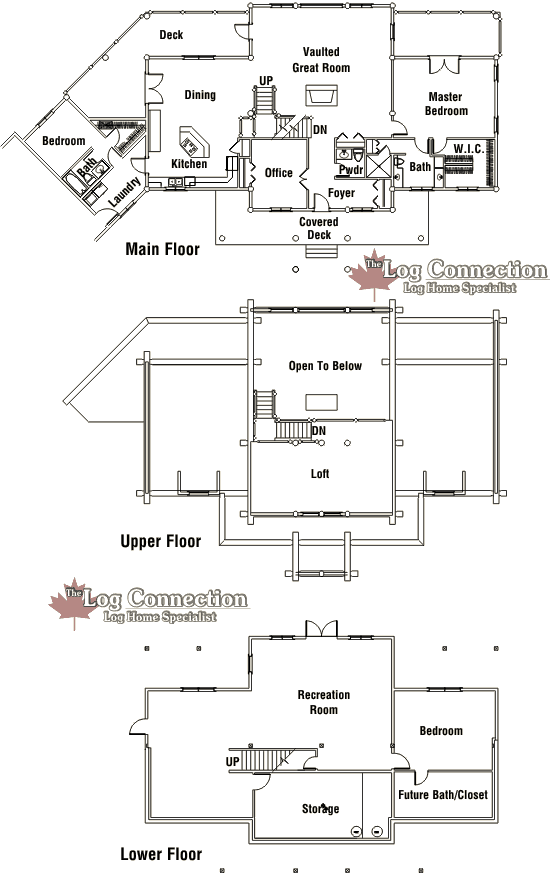 Deck
Vaulted
Great Room
UP
Dining
Master
Bedroom
DN
Bedroom
Bath
Kitchen
Office
Pwdr
Bath
W.I.C.
Laundry
Foyer
Covered
Deck
Main Floor
The Log Connection
Log Home Specialist
Open To Below
DN
Loft
Upper Floor
The Log Connection
Log Home Specialist
Recreation
Room
Bedroom
UP
Storage
Future Bath/Closet
Lower Floor